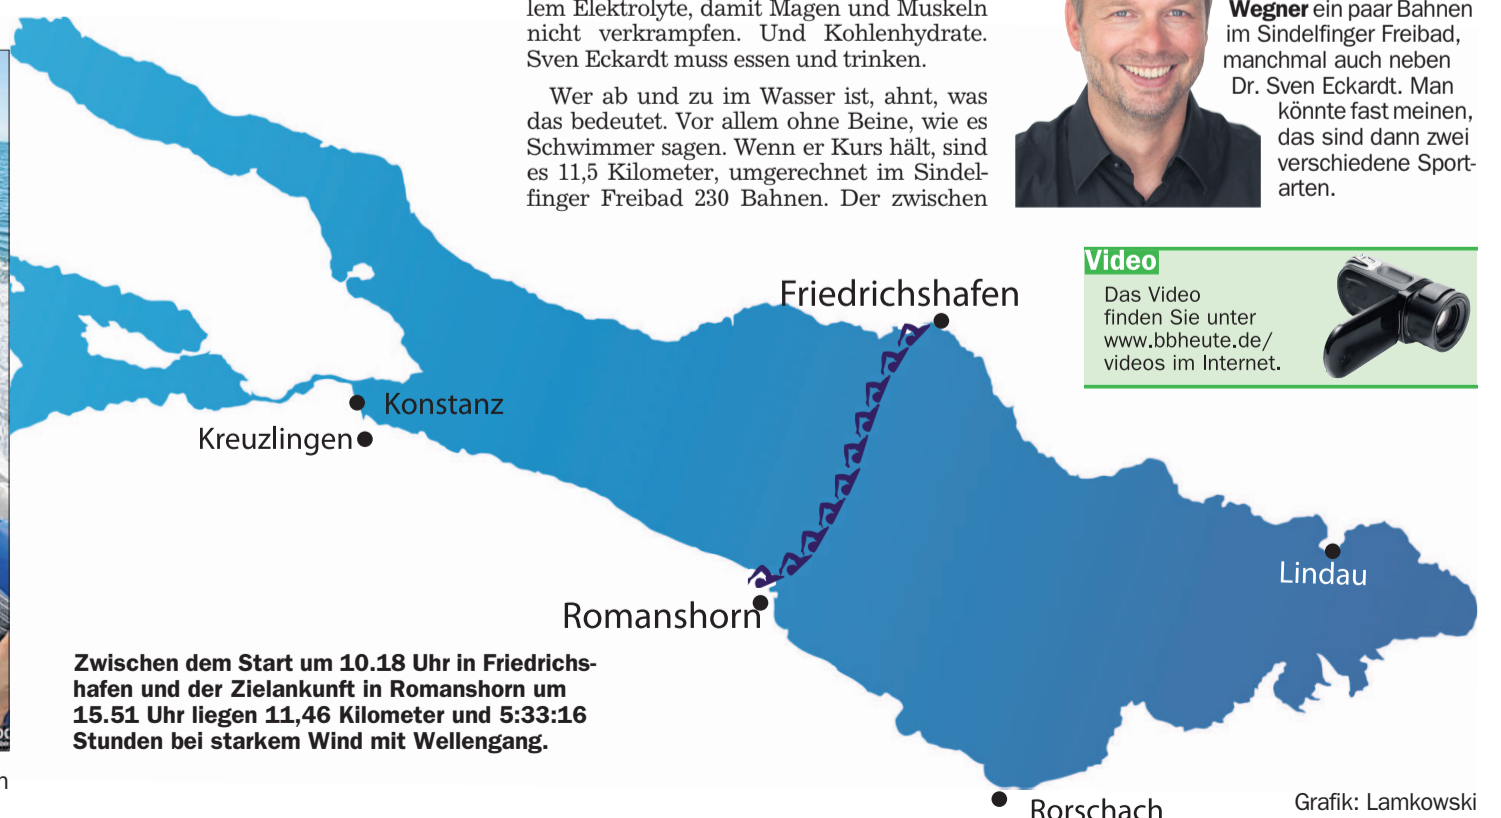 lem Elektrolyte, damit Magen und Muskeln
nicht verkrampfen. Und Kohlenhydrate.
Sven Eckardt muss essen und trinken.
Wer ab und zu im Wasser ist, ahnt, was
das bedeutet. Vor allem ohne Beine, wie es
Schwimmer sagen. Wenn er Kurs hält, sind
es 11,5 Kilometer, umgerechnet im Sindel-
finger Freibad 230 Bahnen. Der zwischen
Wegner ein paar Bahnen
im Sindelfinger Freibad,
manchmal auch neben
Dr. Sven Eckardt. Man
könnte fast meinen,
das sind dann zwei
verschiedene Sport-
arten.
Video
Das Video
finden Sie unter
www.bbheute.de/
videos im Internet.
Friedrichshafen
Konstanz
Kreuzlingen
Lindau
Romanshorn
Zwischen dem Start um 10.18 Uhr in Friedrichs-
hafen und der Zielankunft in Romanshorn um
15.51 Uhr liegen 11,46 Kilometer und 5:33:16
Stunden bei starkem Wind mit Wellengang.
Rorschach
Grafik: Lamkowski